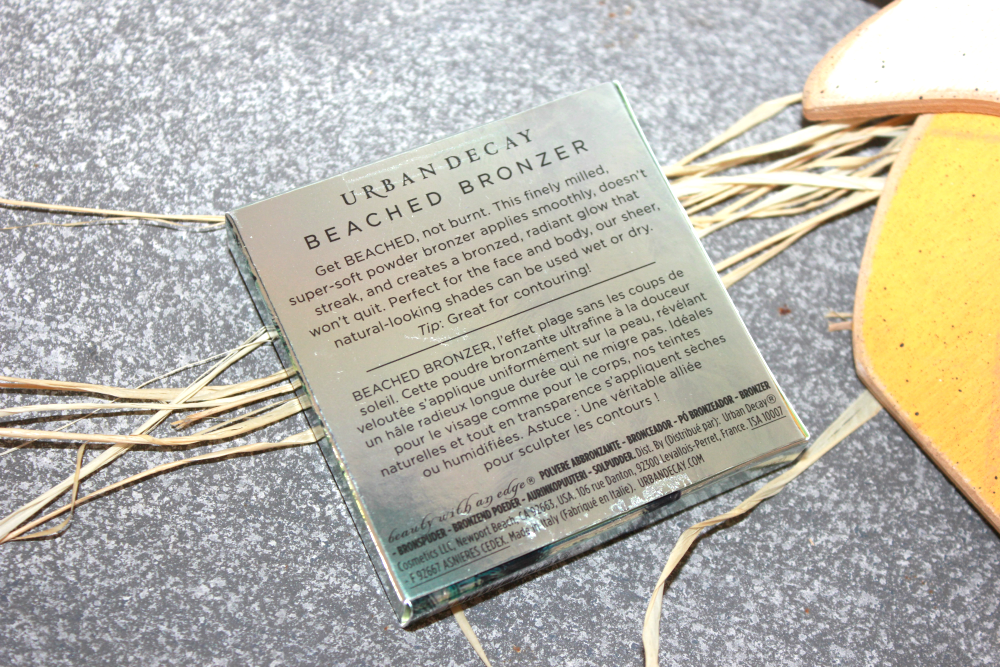 URBAN DECAY
BEACHED BRONZER
Get BEACHED, not burnt. This finely milled,
super-soft powder bronzer applies smoothly, doesn't
streak, and creates a bronzed, radiant glow that
won't quit. Perfect for the face and body, our sheer,
natural-looking shades can be used wet or dry.
Tip: Great for contouring!
BEACHED BRONZER, l'effet plage sans les coups de
soleil. Cette poudre bronzante ultrafine à la douceur
veloutée s'applique uniformément sur la peau, révélant
un hâle radieux longue durée qui ne migre pas. Idéales
pour le visage comme pour le corps, nos teintes
naturelles et tout en transparence s'appliquent sèches
ou humidifiées. Astuce : Une véritable alliée
pour sculpter les contours !
beauty with an edge® POLVERE ABBRONZANTE - BRONCEADOR - PÓ BRONZEADOR - BRONZER
- BRONSPUDER - BRONZEND POEDER - AURINKOPUUTERI - SOLPUDDER. Dist. By (Distribué par): Urban Decay®
Cosmetics LLC, Newport Beach, CA 92663, USA. 106 rue Danton, 92300 Levallois-Perret, France. TSA 10007
- F 92667 ASNIERES CEDEX. Made in Italy (Fabriqué en Italie). URBANDECAY.COM